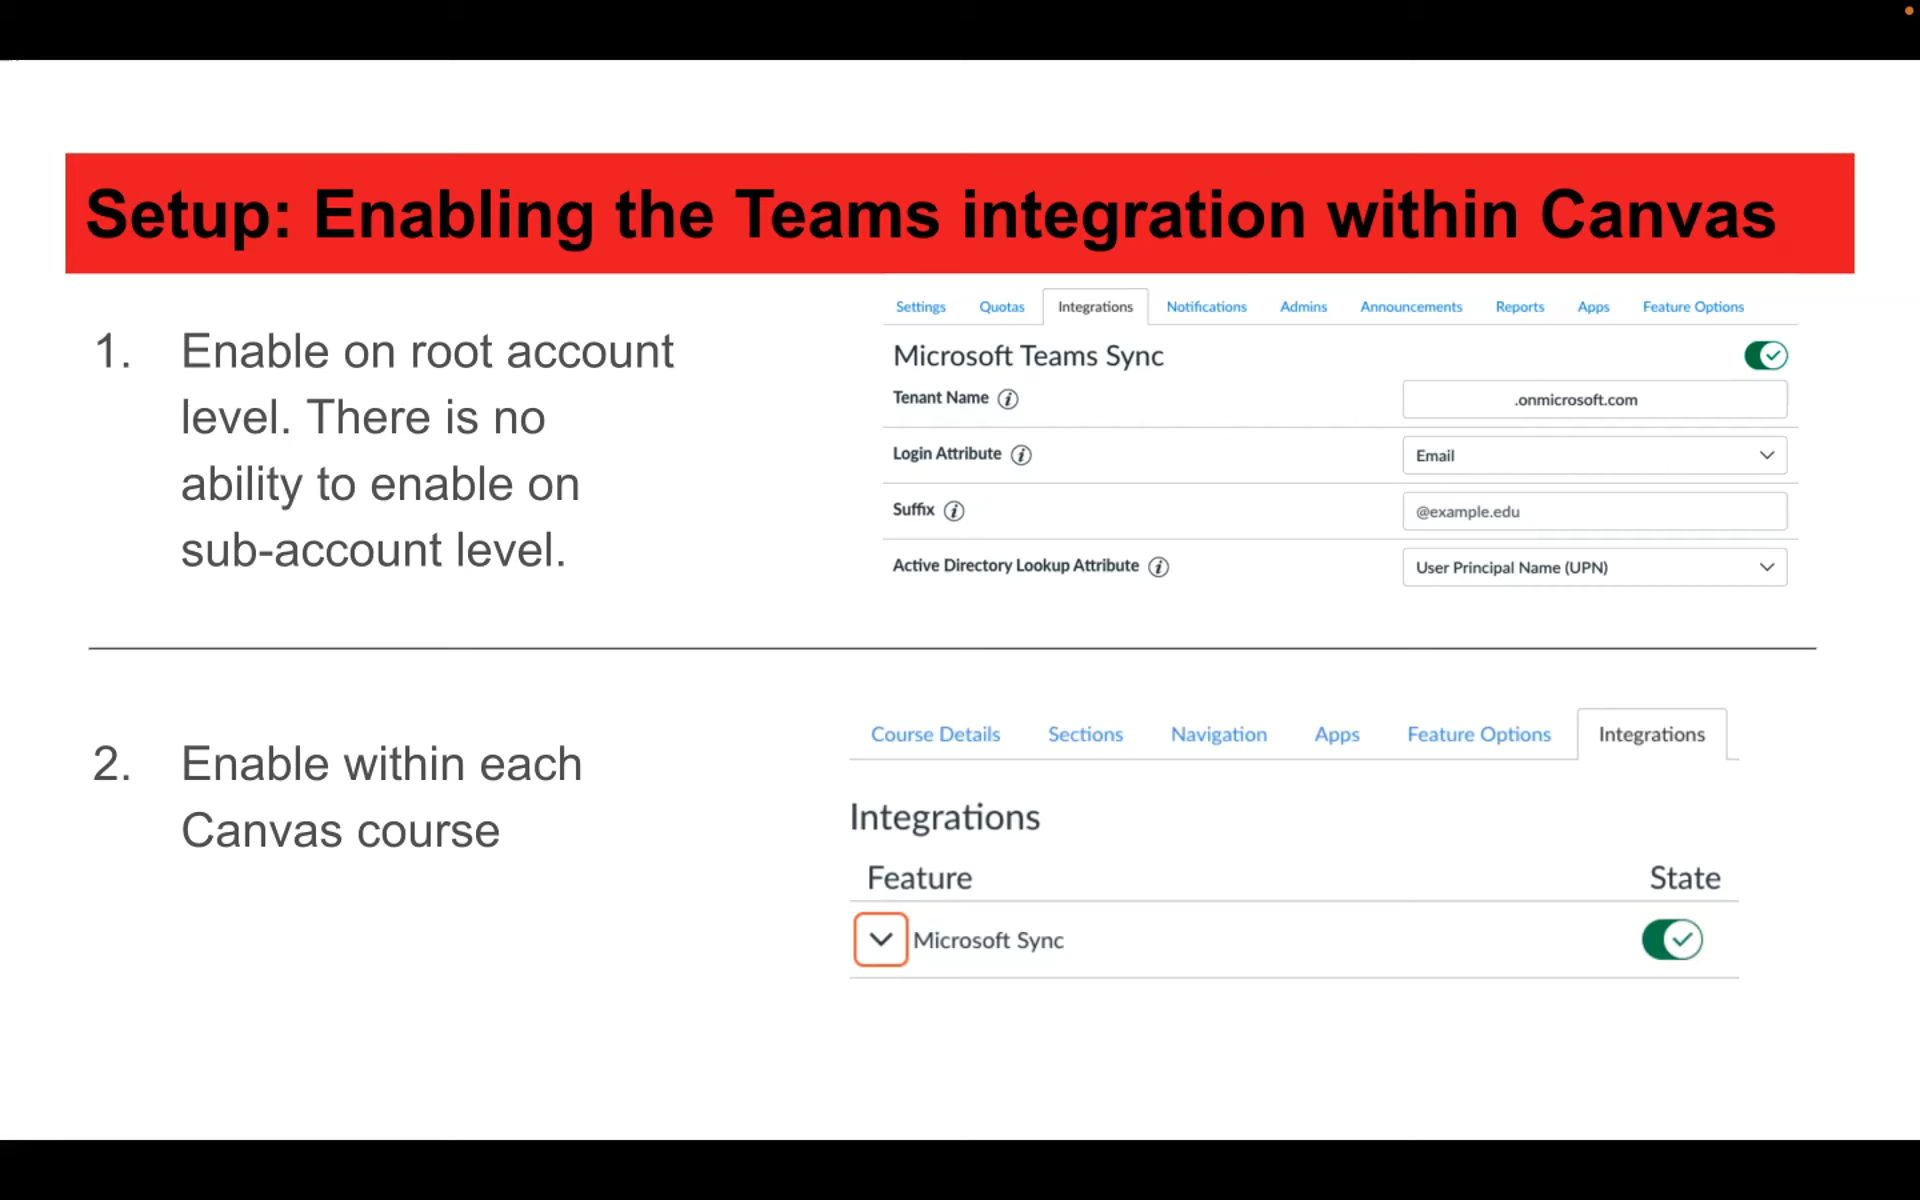 Setup: Enabling the Teams integration within Canvas
1. Enable on root account
level. There is no
ability to enable on
sub-account level.
Settings Quotas Integrations Notifications Admins Announcements Reports Apps Feature Options
Microsoft Teams Sync
Tenant Name i .onmicrosoft.com
Login Attribute i Email
Suffix i @example.edu
Active Directory Lookup Attribute i User Principal Name (UPN)
2. Enable within each
Canvas course
Course Details Sections Navigation Apps Feature Options Integrations
Integrations
Feature State
Microsoft Sync